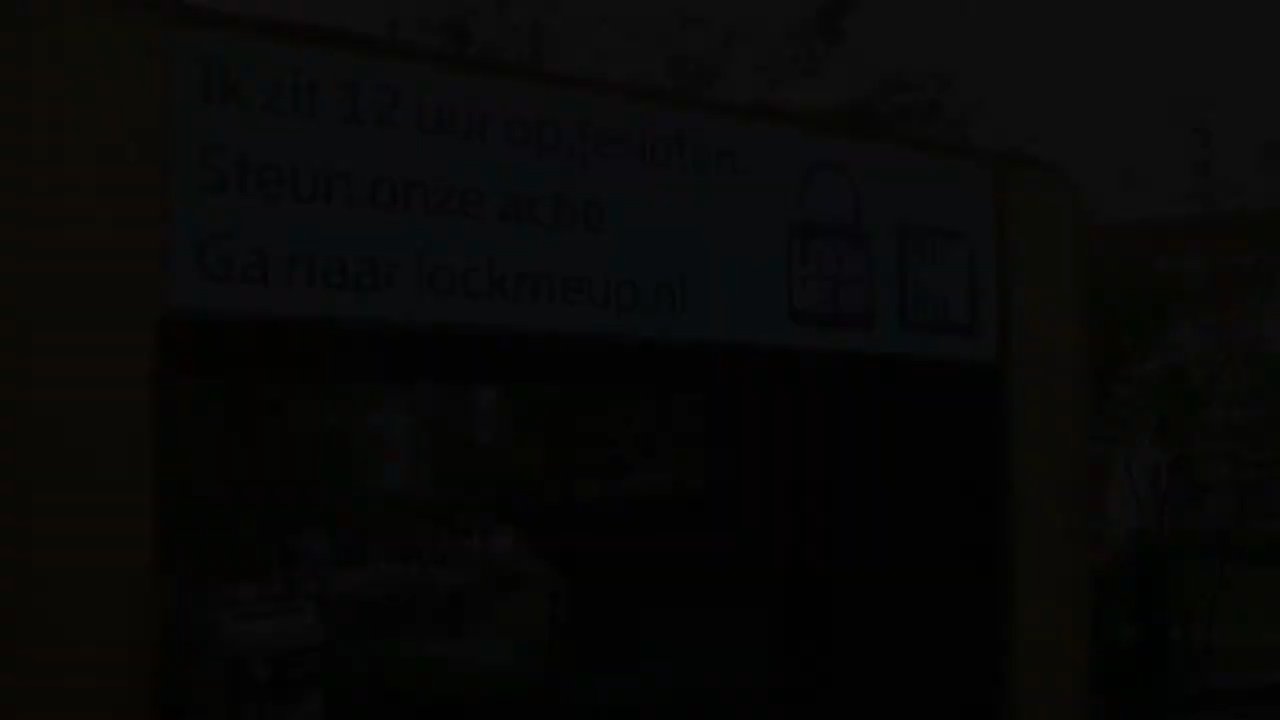 Ik zit 12 uur opgesloten
Steun onze actie
Ga naar lockmeup.nl